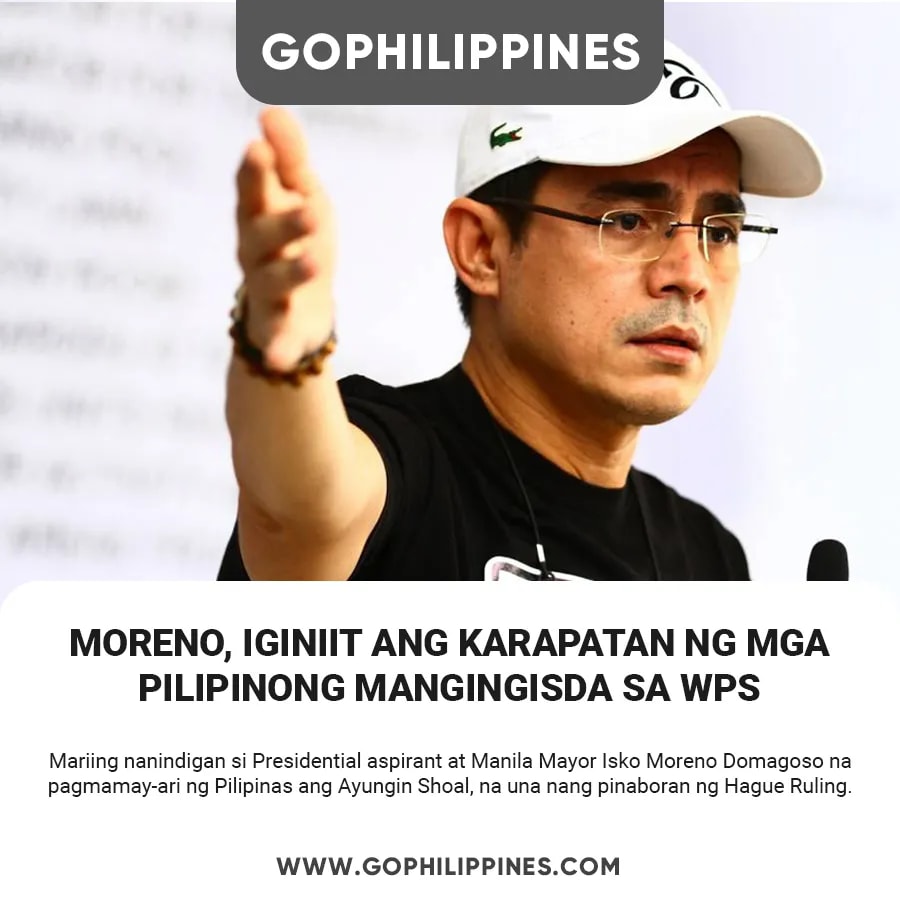 GOPHILIPPINES
MORENO, IGINIIT ANG KARAPATAN NG MGA
PILIPINONG MANGINGISDA SA WPS
Mariing nanindigan si Presidential aspirant at Manila Mayor Isko Moreno Domagoso na
pagmamay-ari ng Pilipinas ang Ayungin Shoal, na una nang pinaboran ng Hague Ruling.
WWW.GOPHILIPPINES.COM